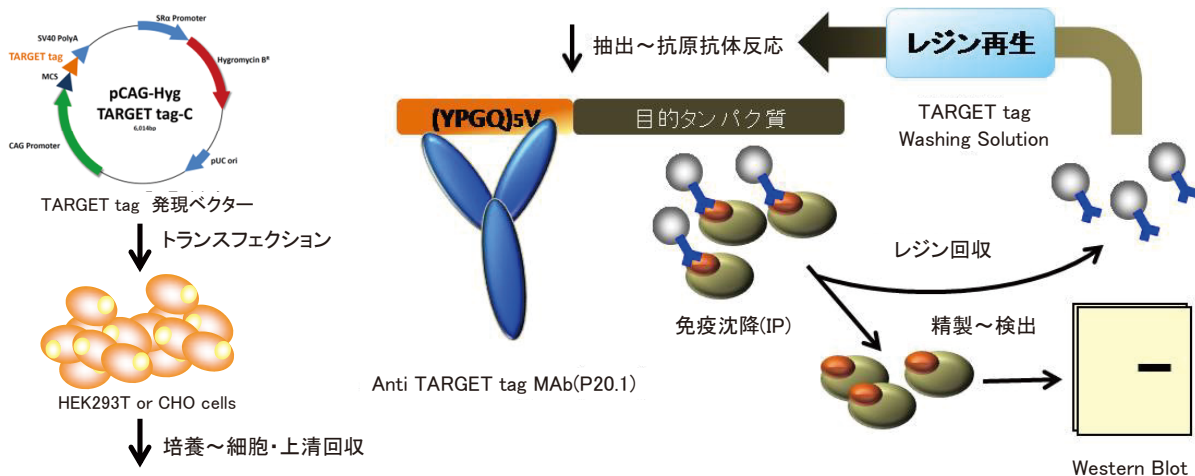 SRα Promoter
SV40 PolyA
TARGET tag
Hygromycin Bᴿ
MCS
pCAG-Hyg
TARGET tag-C
6,014bp
CAG Promoter
pUC ori
TARGET tag 発現ベクター
トランスフェクション
HEK293T or CHO cells
培養～細胞・上清回収
抽出～抗原抗体反応
レジン再生
TARGET tag
Washing Solution
(YPGQ)5V
目的タンパク質
Anti TARGET tag MAb(P20.1)
免疫沈降(IP)
レジン回収
精製～検出
Western Blot